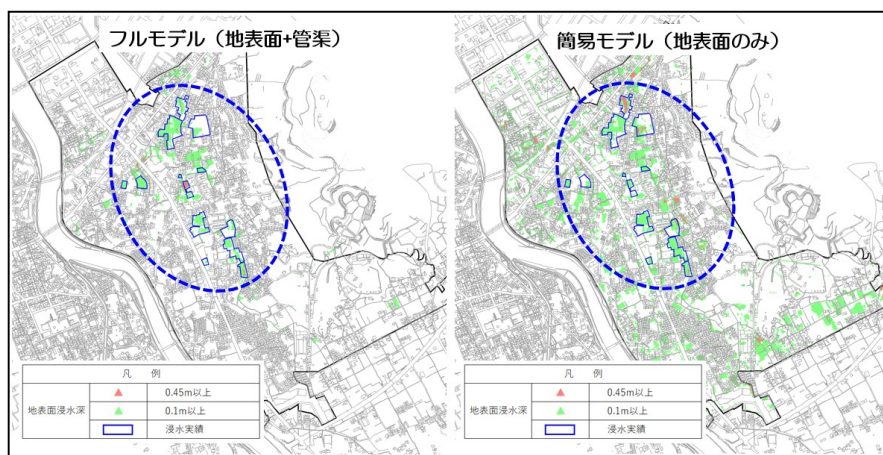 フルモデル（地表面+管渠）
凡　例
地表面浸水深
0.45m以上
0.1m以上
浸水実績
簡易モデル（地表面のみ）
凡　例
地表面浸水深
0.45m以上
0.1m以上
浸水実績